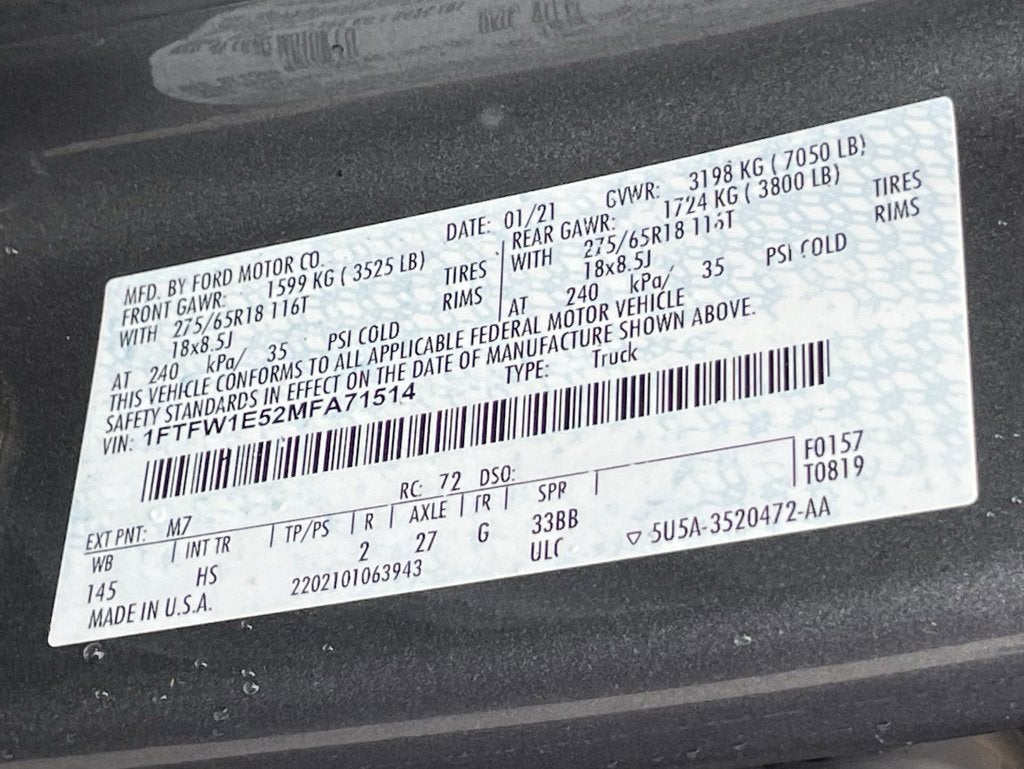 MFD. BY FORD MOTOR CO. DATE: 01/21 GVWR: 3198 KG ( 7050 LB)
FRONT GAWR: 1599 KG ( 3525 LB) REAR GAWR: 1724 KG ( 3800 LB)
WITH 275/65R18 116T TIRES WITH 275/65R18 116T TIRES
18x8.5J RIMS 18x8.5J RIMS
AT 240 kPa/ 35 PSI COLD AT 240 kPa/ 35 PSI COLD
THIS VEHICLE CONFORMS TO ALL APPLICABLE FEDERAL MOTOR VEHICLE
SAFETY STANDARDS IN EFFECT ON THE DATE OF MANUFACTURE SHOWN ABOVE.
VIN: 1FTFW1E52MFA71514 TYPE: Truck
F0157
T0819
EXT PNT: M7 RC: 72 DSO:
WB INT TR TP/PS R AXLE TR SPR
145 HS 2 27 G 33BB
ULC ▽ 5U5A-3520472-AA
MADE IN U.S.A. 2202101063943